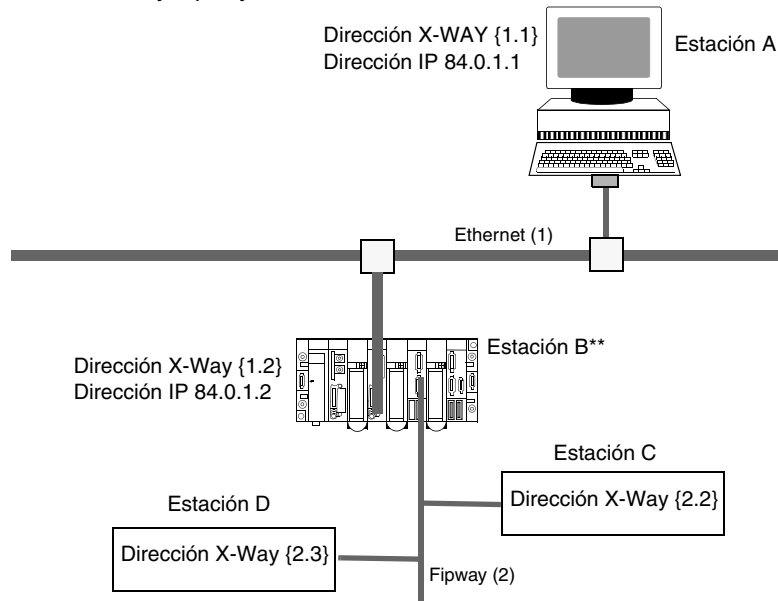 Dirección X-WAY {1.1}
Dirección IP 84.0.1.1
Estación A
Ethernet (1)
Estación B**
Dirección X-Way {1.2}
Dirección IP 84.0.1.2
Estación C
Dirección X-Way {2.2}
Estación D
Dirección X-Way {2.3}
Fipway (2)